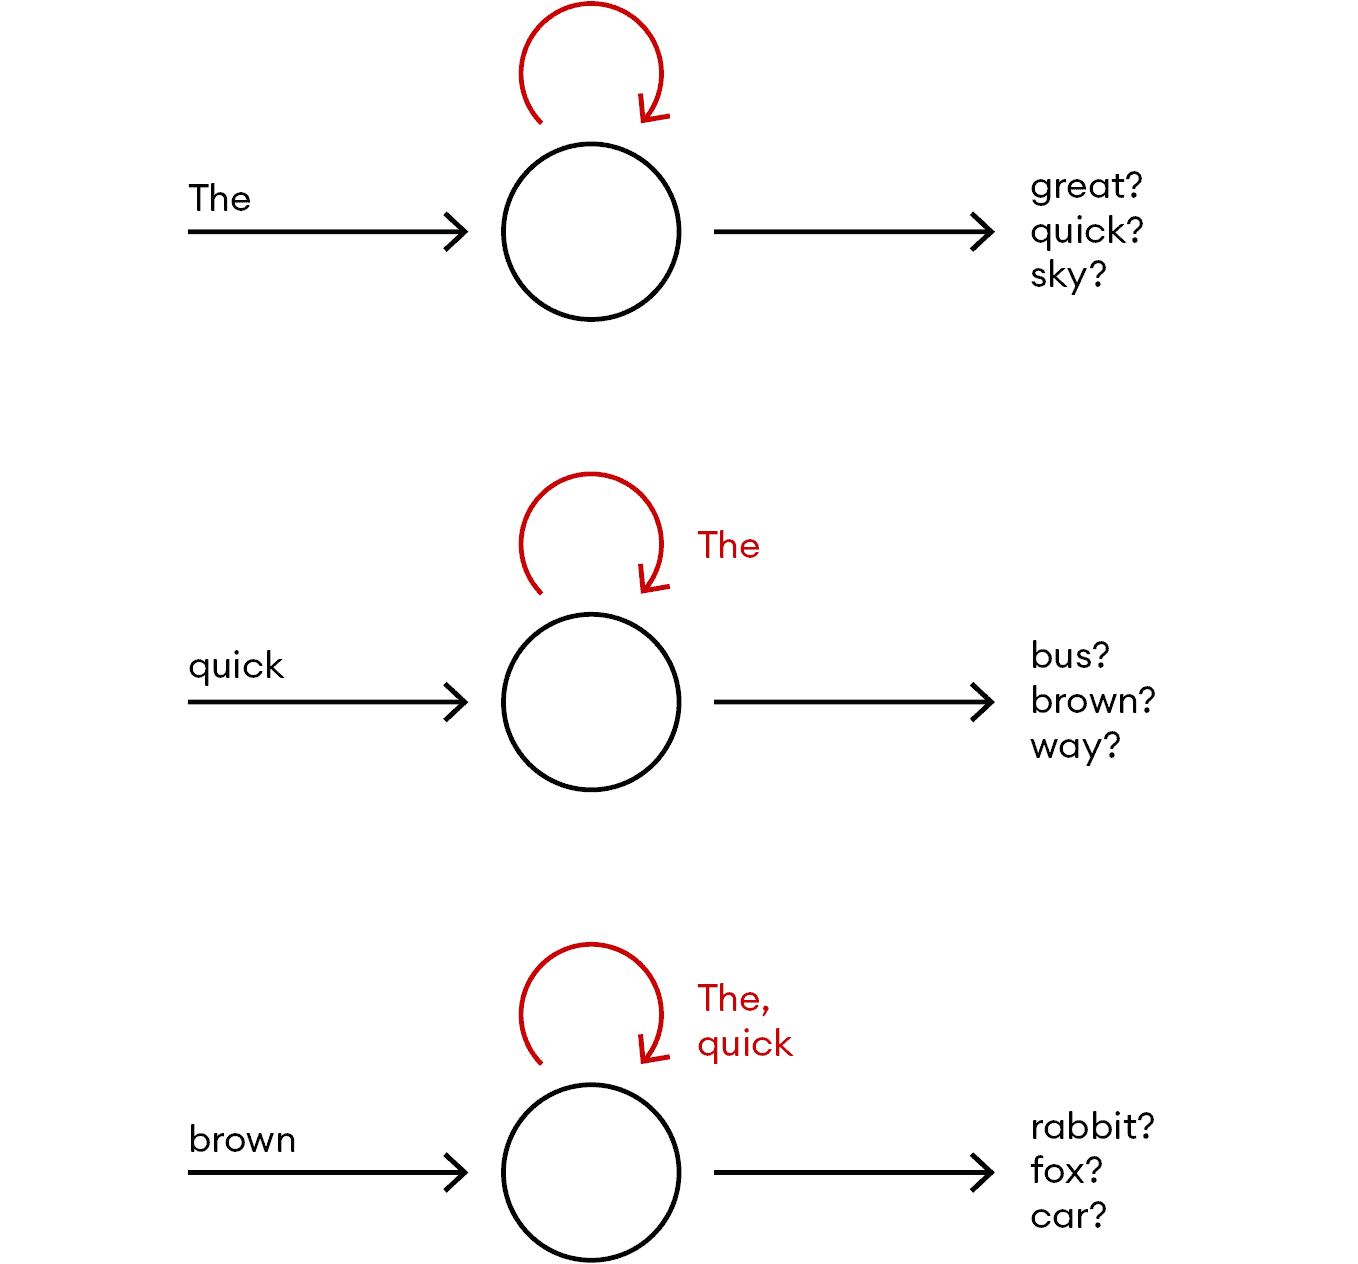 The
great?
quick?
sky?
The
quick
bus?
brown?
way?
The,
quick
brown
rabbit?
fox?
car?